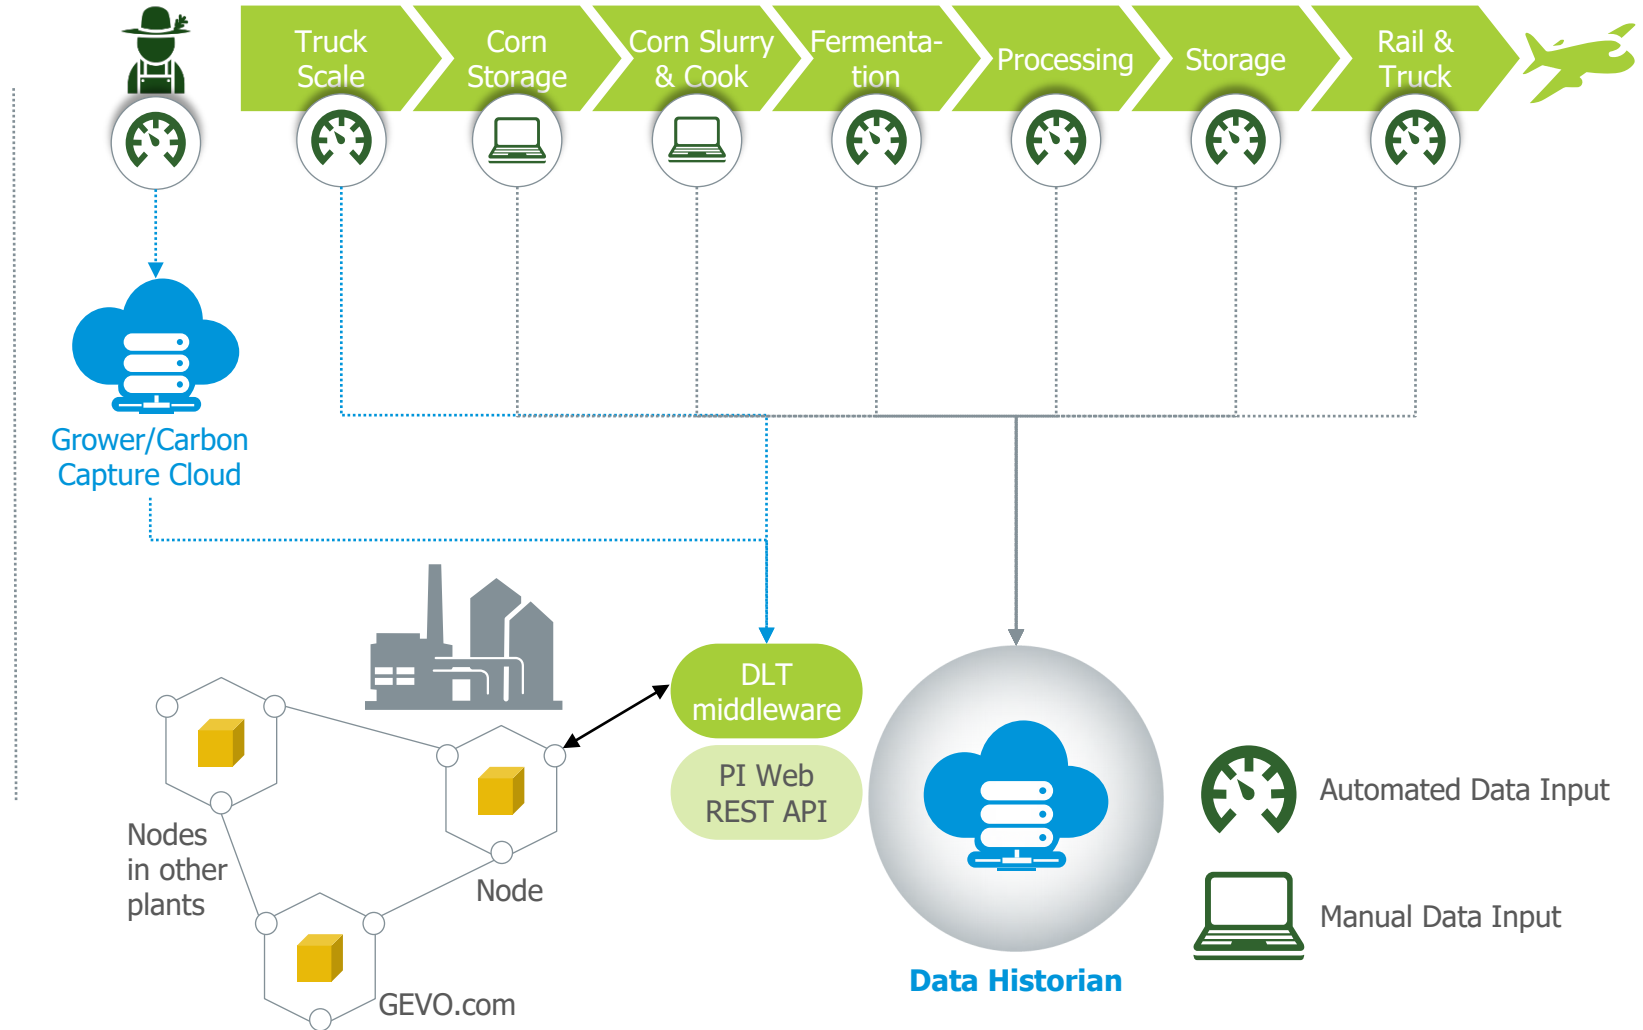 Truck
Scale
Corn
Storage
Corn Slurry
& Cook
Fermenta-
tion
Processing
Storage
Rail &
Truck
Grower/Carbon
Capture Cloud
DLT
middleware
PI Web
REST API
Nodes
in other
plants
Node
GEVO.com
Data Historian
Automated Data Input
Manual Data Input